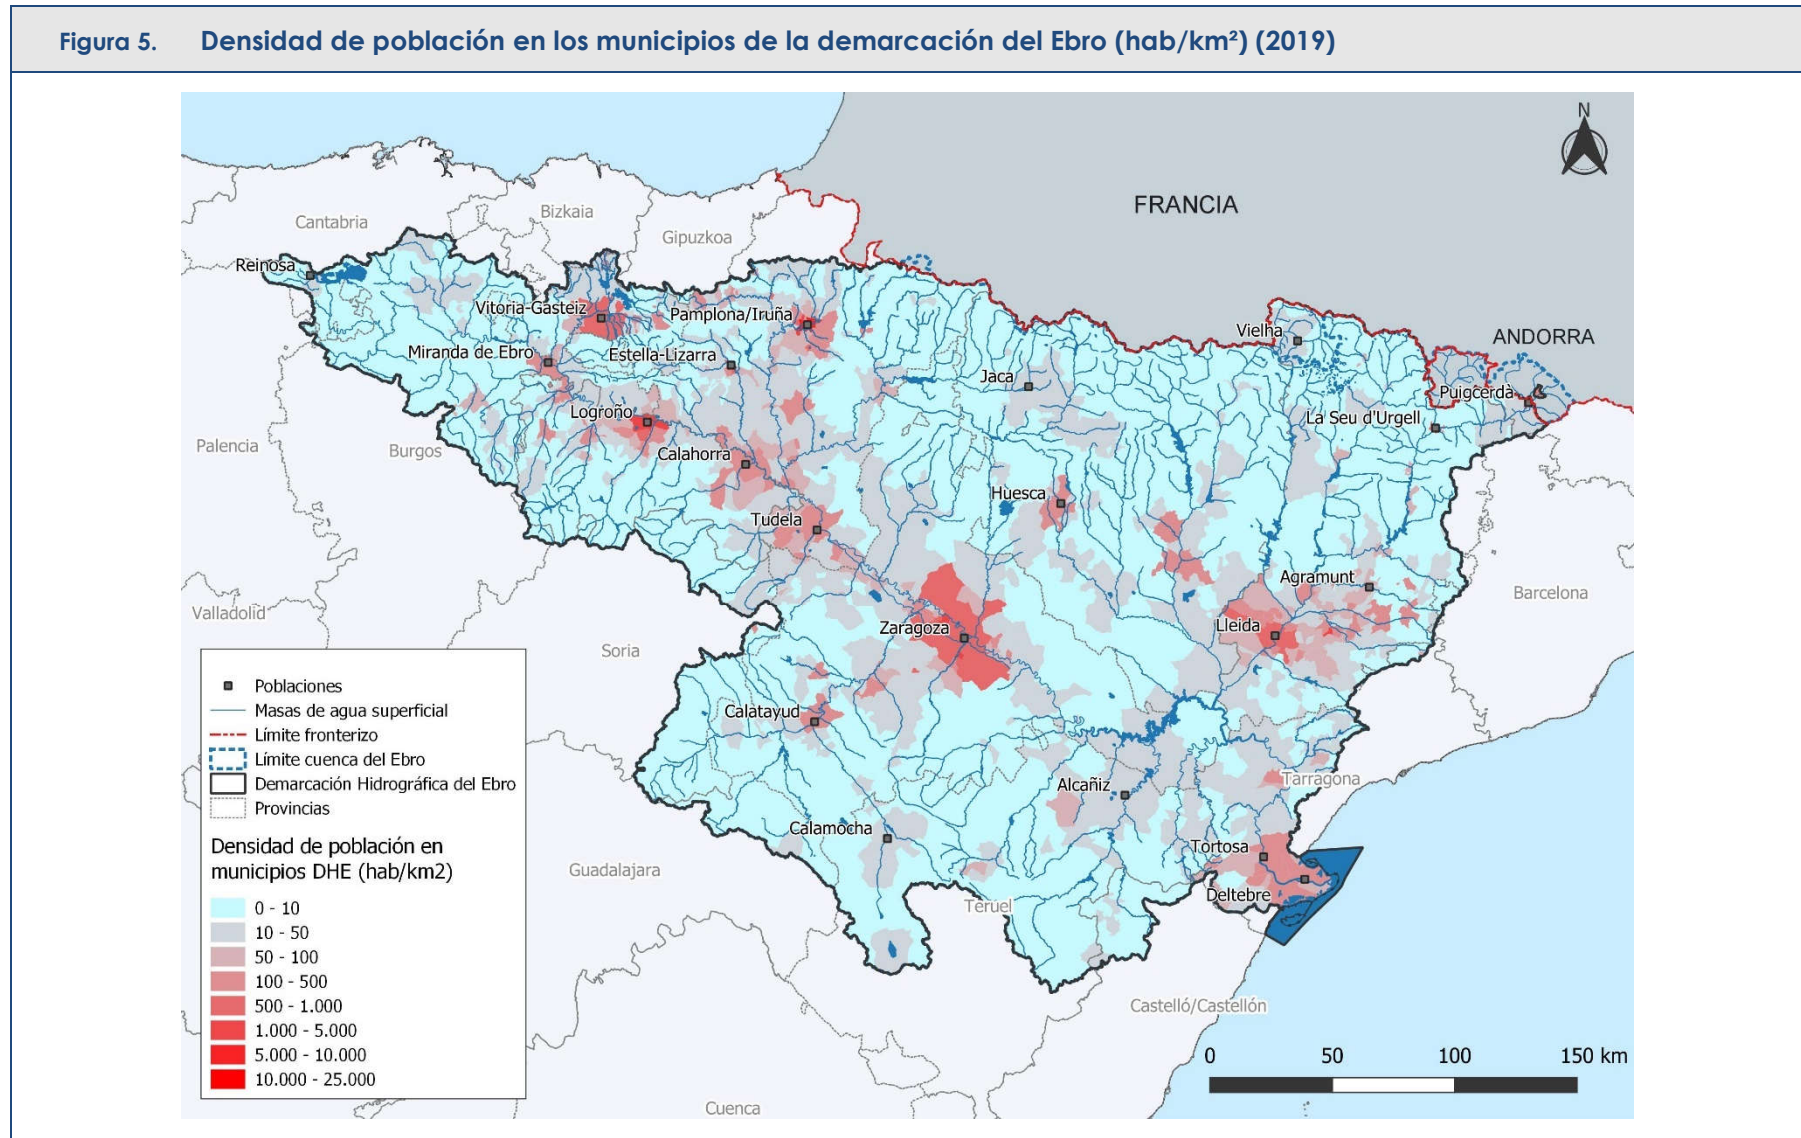 Figura 5. Densidad de población en los municipios de la demarcación del Ebro (hab/km²) (2019)
N
FRANCIA
Cantabria
Bizkaia
Gipuzkoa
Reinosa
Vitoria-Gasteiz
Pamplona/Iruña
Vielha
ANDORRA
Miranda de Ebro
Estella-Lizarra
Jaca
Puigcerdà
Logroño
La Seu d'Urgell
Palencia
Burgos
Calahorra
Huesca
Tudela
Agramunt
Barcelona
Valladolid
Zaragoza
Lleida
Soria
Calatayud
Tarragona
Alcañiz
Calamocha
Tortosa
Guadalajara
Deltebre
Teruel
Castelló/Castellón
Cuenca
Poblaciones
Masas de agua superficial
Límite fronterizo
Límite cuenca del Ebro
Demarcación Hidrográfica del Ebro
Provincias
Densidad de población en
municipios DHE (hab/km2)
0 - 10
10 - 50
50 - 100
100 - 500
500 - 1.000
1.000 - 5.000
5.000 - 10.000
10.000 - 25.000
0 50 100 150 km